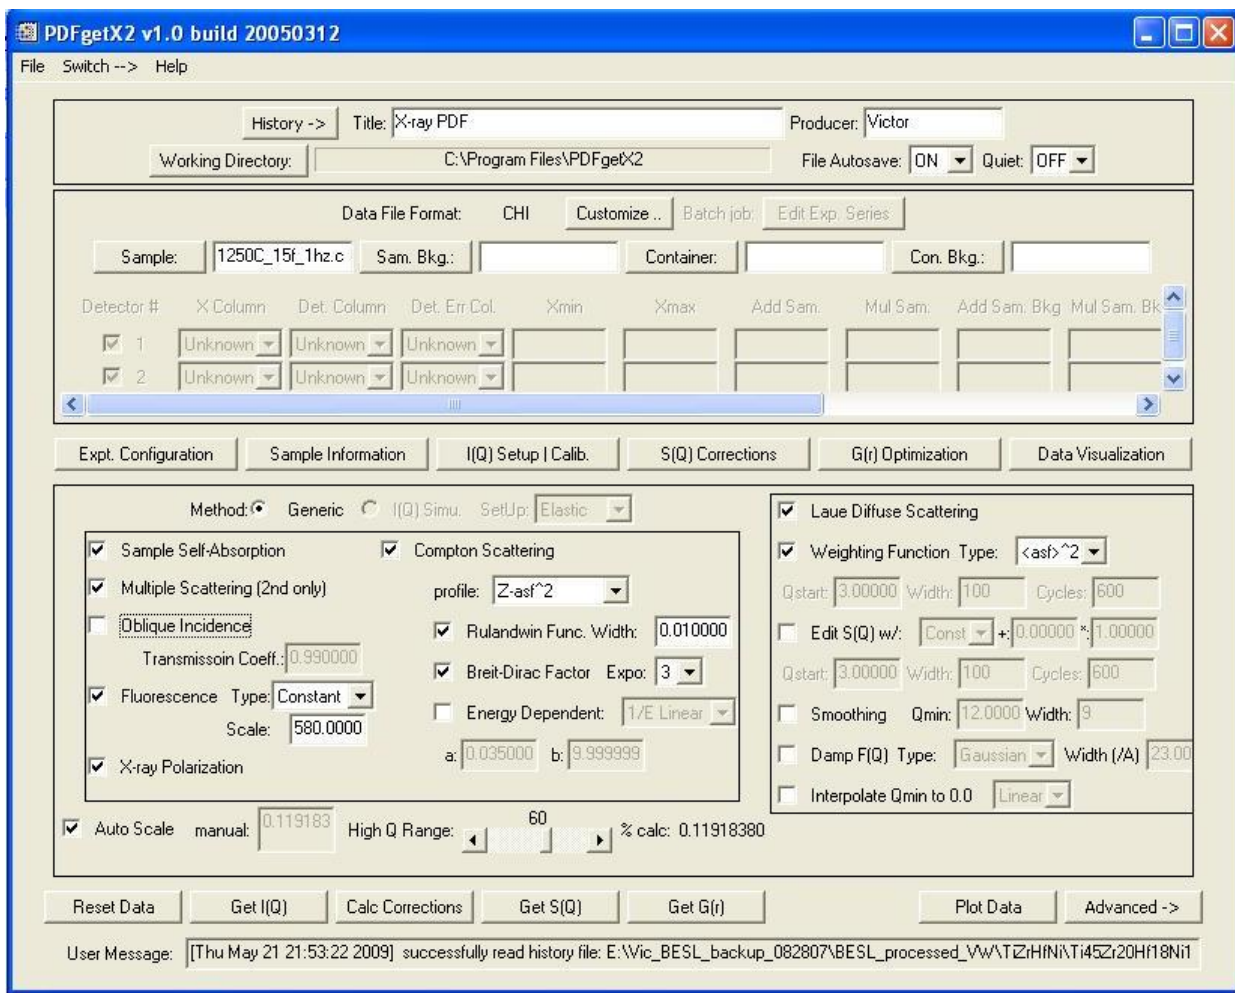 PDFgetX2 v1.0 build 20050312
File Switch --> Help
History -> Title: X-ray PDF Producer: Victor
Working Directory: C:\Program Files\PDFgetX2 File Autosave: ON Quiet: OFF
Data File Format: CHI Customize .. Batch job: Edit Exp. Series
Sample: 1250C_15f_1hz.c Sam. Bkg.: Container: Con. Bkg.:
Detector # X Column Det. Column Det. Err Col. Xmin Xmax Add Sam. Mul Sam. Add Sam. Bkg Mul Sam. Bk
1 Unknown Unknown Unknown
2 Unknown Unknown Unknown
Expt. Configuration Sample Information I(Q) Setup | Calib. S(Q) Corrections G(r) Optimization Data Visualization
Method: Generic I(Q) Simu. SetUp: Elastic
Sample Self-Absorption Compton Scattering
Multiple Scattering (2nd only) profile: Z-asf^2
Oblique Incidence Rulandwin Func. Width: 0.010000
Transmissoin Coeff.: 0.990000
Breit-Dirac Factor Expo: 3
Fluorescence Type: Constant
Energy Dependent: 1/E Linear
Scale: 580.0000
a: 0.035000 b: 9.999999
X-ray Polarization
Laue Diffuse Scattering
Weighting Function Type: <asf>^2
Qstart: 3.00000 Width: 100 Cycles: 600
Edit S(Q) w/: Const +: 0.00000 *: 1.00000
Qstart: 3.00000 Width: 100 Cycles: 600
Smoothing Qmin: 12.0000 Width: 9
Damp F(Q) Type: Gaussian Width (/A) 23.00
Interpolate Qmin to 0.0 Linear
Auto Scale manual: 0.119183 High Q Range: 60 % calc: 0.11918380
Reset Data Get I(Q) Calc Corrections Get S(Q) Get G(r) Plot Data Advanced ->
User Message: [Thu May 21 21:53:22 2009] successfully read history file: E:\Vic_BESL_backup_082807\BESL_processed_VW\TiZrHfNi\Ti45Zr20Hf18Ni1